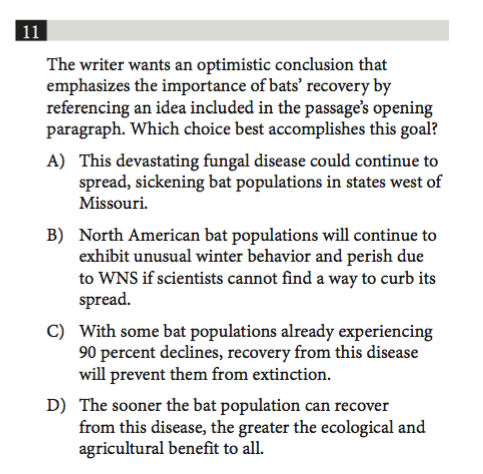 11
The writer wants an optimistic conclusion that
emphasizes the importance of bats’ recovery by
referencing an idea included in the passage’s opening
paragraph. Which choice best accomplishes this goal?
A) This devastating fungal disease could continue to
spread, sickening bat populations in states west of
Missouri.
B) North American bat populations will continue to
exhibit unusual winter behavior and perish due
to WNS if scientists cannot find a way to curb its
spread.
C) With some bat populations already experiencing
90 percent declines, recovery from this disease
will prevent them from extinction.
D) The sooner the bat population can recover
from this disease, the greater the ecological and
agricultural benefit to all.